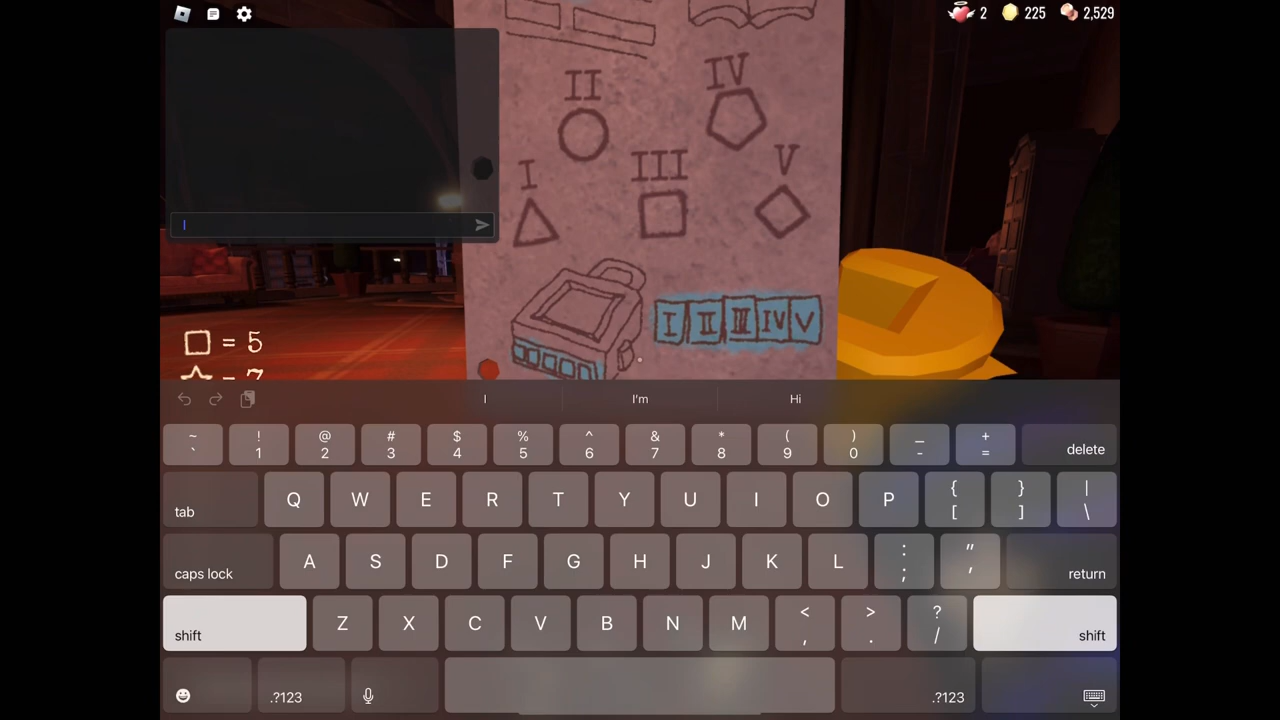 2 225 2,529
II IV
I III V
I II III IV V
= 5
= 7
I I'm Hi
~ ! @ # $ % ^ & * ( ) _ +
` 1 2 3 4 5 6 7 8 9 0 - = delete
tab Q W E R T Y U I O P { [ } ] | \
caps lock A S D F G H J K L : ; " ' return
shift Z X C V B N M < , > . ? / shift
.?123 .?123